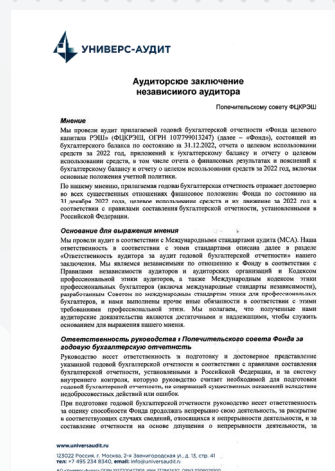 УНИВЕРС-АУДИТ
Аудиторское заключение
независимого аудитора
Попечительскому совету ФЦКРЭШ
Мнение
Мы провели аудит прилагаемой годовой бухгалтерской отчетности «Фонда целевого
капитала РЭШ» (ФЦКРЭШ, ОГРН 1077799013247) (далее – «Фонд»), состоящей из
бухгалтерского баланса по состоянию на 31.12.2022, отчета о целевом использовании
средств за 2022 год, приложений к бухгалтерскому балансу и отчету о целевом
использовании средств, в том числе отчета о финансовых результатах и пояснений к
бухгалтерскому балансу и отчету о целевом использовании средств за 2022 год, включая
основные положения учетной политики.
По нашему мнению, прилагаемая годовая бухгалтерская отчетность отражает достоверно
во всех существенных отношениях финансовое положение Фонда по состоянию на
31 декабря 2022 года, целевое использование средств и их движение за 2022 год в
соответствии с правилами составления бухгалтерской отчетности, установленными в
Российской Федерации.
Основание для выражения мнения
Мы провели аудит в соответствии с Международными стандартами аудита (МСА). Наша
ответственность в соответствии с этими стандартами описана далее в разделе
«Ответственность аудитора за аудит годовой бухгалтерской отчетности» нашего
заключения. Мы являемся независимыми по отношению к Фонду в соответствии с
Правилами независимости аудиторов и аудиторских организаций и Кодексом
профессиональной этики аудиторов, а также Международным кодексом этики
профессиональных бухгалтеров (включая международные стандарты независимости),
разработанным Советом по международным стандартам этики для профессиональных
бухгалтеров, и нами выполнены прочие иные обязанности в соответствии с этими
требованиями профессиональной этики. Мы полагаем, что полученные нами
аудиторские доказательства являются достаточными и надлежащими, чтобы служить
основанием для выражения нашего мнения.
Ответственность руководства и Попечительского совета Фонда за
годовую бухгалтерскую отчетность
Руководство несет ответственность за подготовку и достоверное представление
указанной годовой бухгалтерской отчетности в соответствии с правилами составления
бухгалтерской отчетности, установленными в Российской Федерации, и за систему
внутреннего контроля, которую руководство считает необходимой для подготовки
годовой бухгалтерской отчетности, не содержащей существенных искажений вследствие
недобросовестных действий или ошибок.
При подготовке годовой бухгалтерской отчетности руководство несет ответственность
за оценку способности Фонда продолжать непрерывно свою деятельность, за раскрытие
в соответствующих случаях сведений, относящихся к непрерывности деятельности, и за
составление отчетности на основе допущения о непрерывности деятельности, за
www.universaudit.ru
123022 Россия, г. Москва, 2-я Звенигородская ул., д. 13, стр. 41
тел: +7 495 234 8340, email: info@universaudit.ru